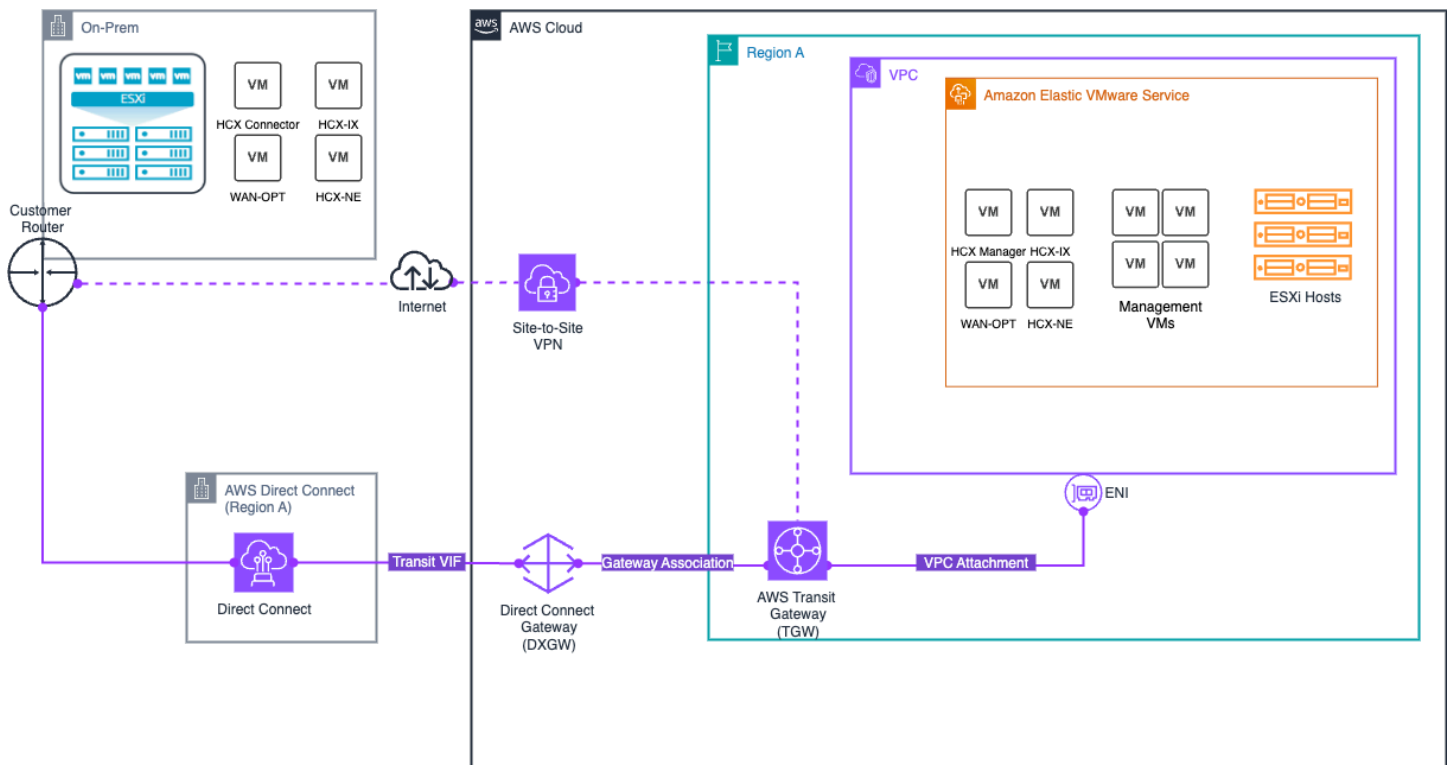 On-Prem
vm vm vm vm vm
ESXi
VM
VM
HCX Connector
HCX-IX
VM
VM
WAN-OPT
HCX-NE
Customer
Router
Internet
aws
AWS Cloud
Site-to-Site
VPN
Region A
VPC
Amazon Elastic VMware Service
VM
VM
HCX Manager
HCX-IX
VM
VM
WAN-OPT
HCX-NE
VM
VM
VM
VM
Management
VMs
ESXi Hosts
AWS Direct Connect
(Region A)
Direct Connect
Transit VIF
Direct Connect
Gateway
(DXGW)
Gateway Association
AWS Transit
Gateway
(TGW)
VPC Attachment
ENI